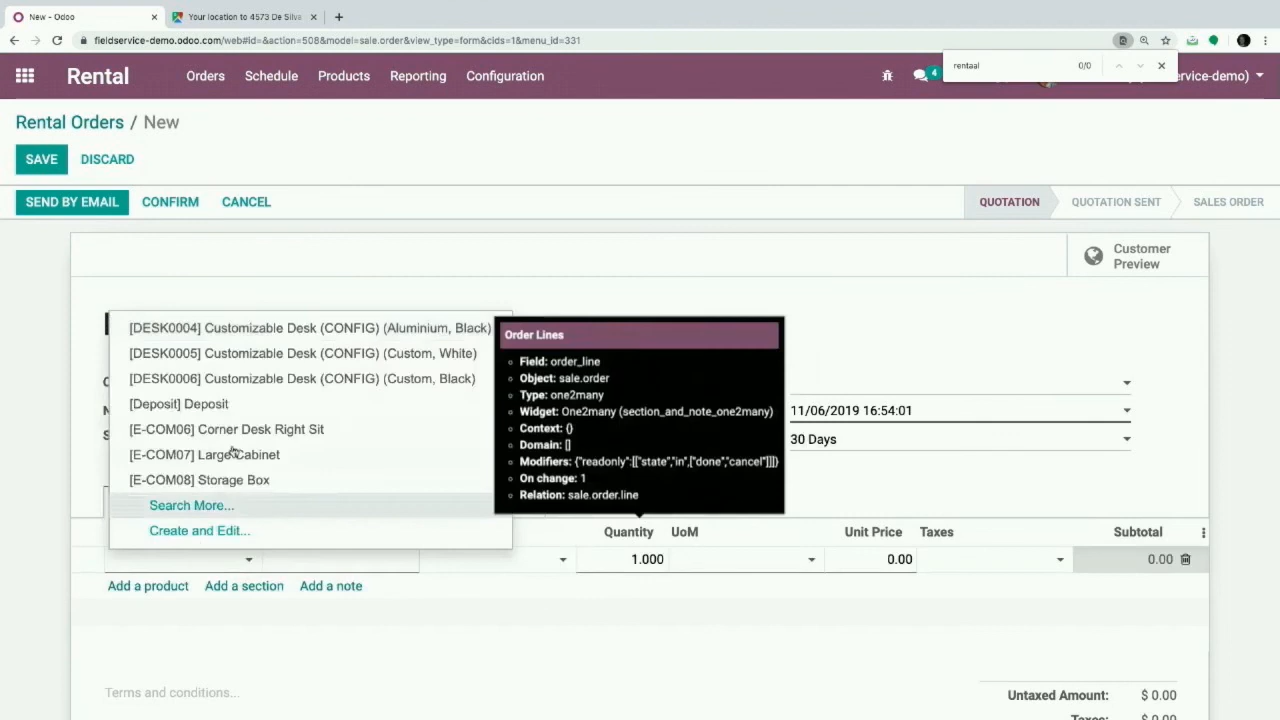 New - Odoo
Your location to 4573 De Silva
fieldservice-demo.odoo.com/web#id=&action=508&model=sale.order&view_type=form&cids=1&menu_id=331
rentaal 0/0
Rental Orders Schedule Products Reporting Configuration 4 ervice-demo)
Rental Orders / New
SAVE DISCARD
SEND BY EMAIL CONFIRM CANCEL QUOTATION QUOTATION SENT SALES ORDER
Customer
Preview
[DESK0004] Customizable Desk (CONFIG) (Aluminium, Black)
[DESK0005] Customizable Desk (CONFIG) (Custom, White)
[DESK0006] Customizable Desk (CONFIG) (Custom, Black)
[Deposit] Deposit
[E-COM06] Corner Desk Right Sit
[E-COM07] Large Cabinet
[E-COM08] Storage Box
Search More...
Create and Edit...
Order Lines
Field: order_line
Object: sale.order
Type: one2many
Widget: One2many (section_and_note_one2many)
Context: {}
Domain: []
Modifiers: {"readonly":[["state","in",["done","cancel"]]]}
On change: 1
Relation: sale.order.line
11/06/2019 16:54:01
30 Days
Quantity UoM Unit Price Taxes Subtotal
1.000 0.00 0.00
Add a product Add a section Add a note
Terms and conditions...
Untaxed Amount: $ 0.00
Taxes: $ 0.00